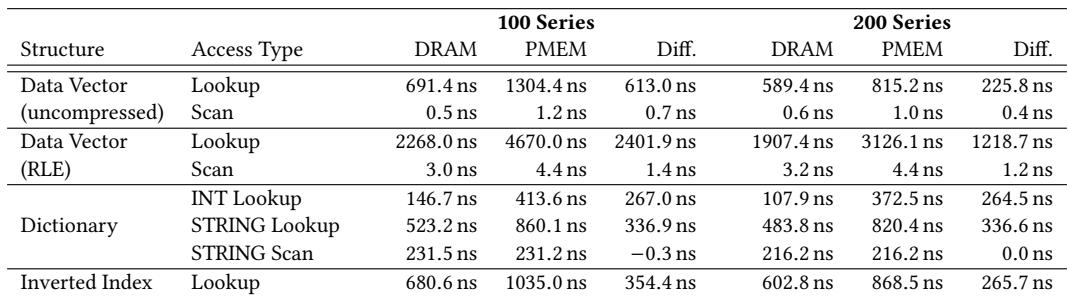 100 Series 200 Series
Structure Access Type DRAM PMEM Diff. DRAM PMEM Diff.
Data Vector Lookup 691.4 ns 1304.4 ns 613.0 ns 589.4 ns 815.2 ns 225.8 ns
(uncompressed) Scan 0.5 ns 1.2 ns 0.7 ns 0.6 ns 1.0 ns 0.4 ns
Data Vector Lookup 2268.0 ns 4670.0 ns 2401.9 ns 1907.4 ns 3126.1 ns 1218.7 ns
(RLE) Scan 3.0 ns 4.4 ns 1.4 ns 3.2 ns 4.4 ns 1.2 ns
INT Lookup 146.7 ns 413.6 ns 267.0 ns 107.9 ns 372.5 ns 264.5 ns
Dictionary STRING Lookup 523.2 ns 860.1 ns 336.9 ns 483.8 ns 820.4 ns 336.6 ns
STRING Scan 231.5 ns 231.2 ns −0.3 ns 216.2 ns 216.2 ns 0.0 ns
Inverted Index Lookup 680.6 ns 1035.0 ns 354.4 ns 602.8 ns 868.5 ns 265.7 ns